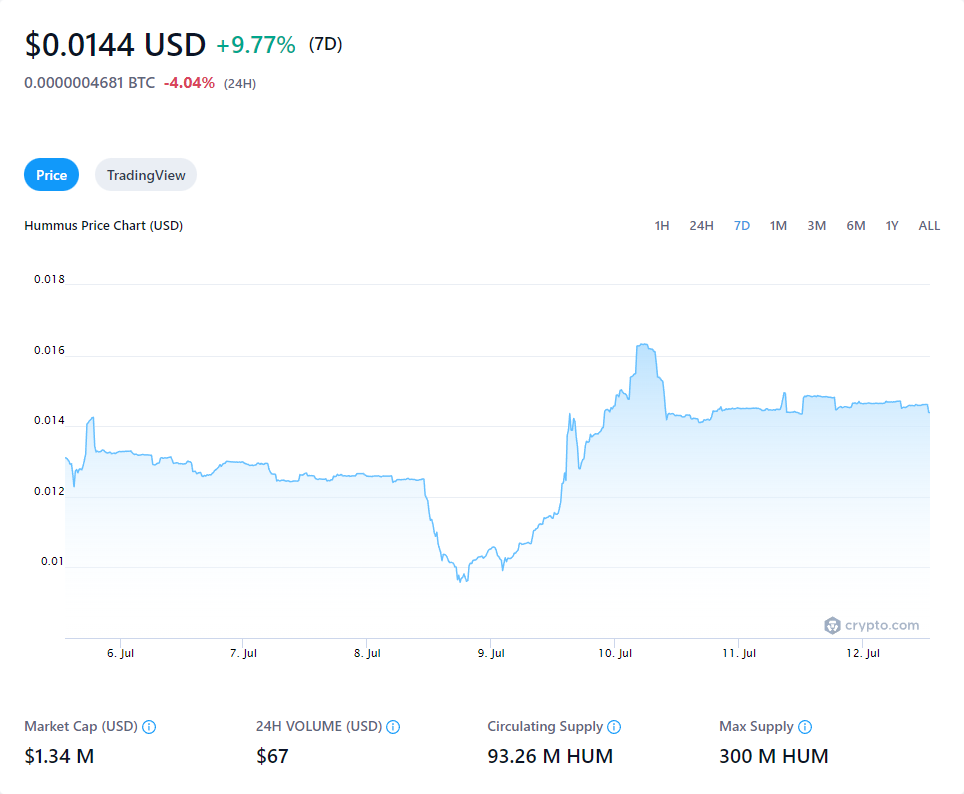 $0.0144 USD +9.77% (7D)
0.0000004681 BTC -4.04% (24H)
Price TradingView
Hummus Price Chart (USD) 1H 24H 7D 1M 3M 6M 1Y ALL
0.018
0.016
0.014
0.012
0.01
crypto.com
6. Jul 7. Jul 8. Jul 9. Jul 10. Jul 11. Jul 12. Jul
Market Cap (USD) 24H VOLUME (USD) Circulating Supply Max Supply
$1.34 M $67 93.26 M HUM 300 M HUM